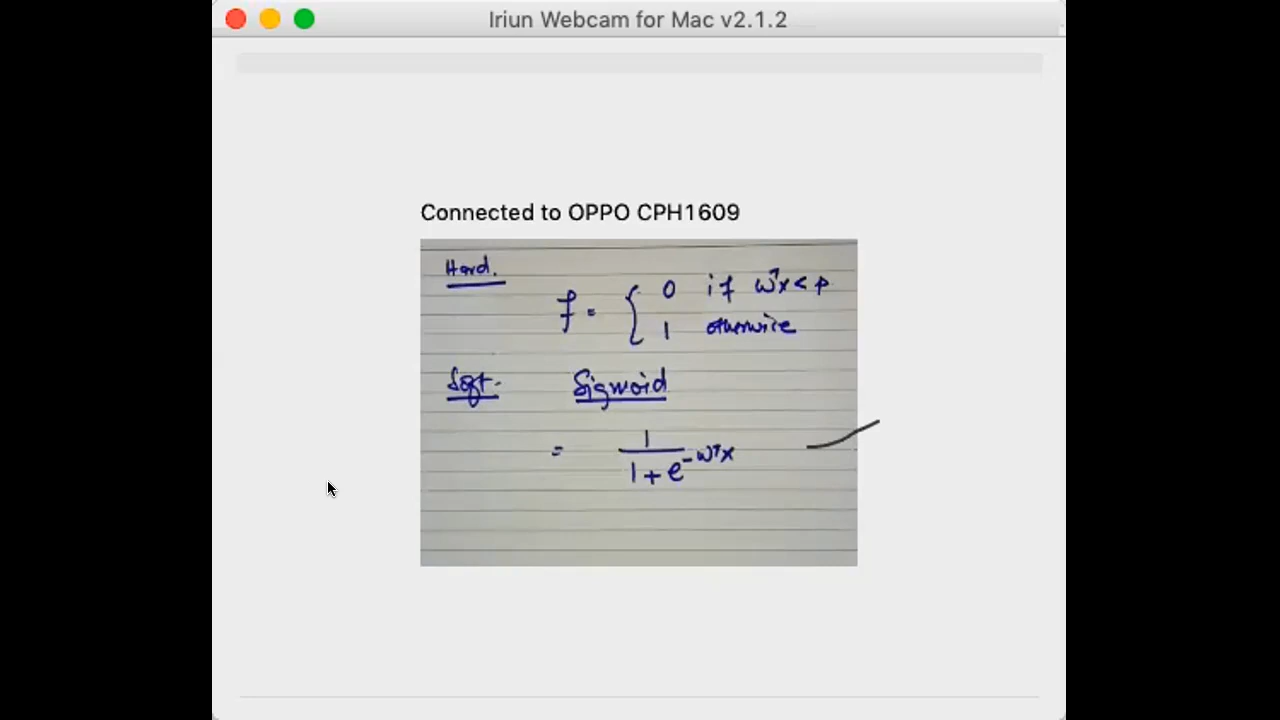 Iriun Webcam for Mac v2.1.2
Connected to OPPO CPH1609
Hard.
f = { 0 if wᵀx < p
1 otherwise
Soft. Sigmoid
= 1 / (1 + e^(-wᵀx))